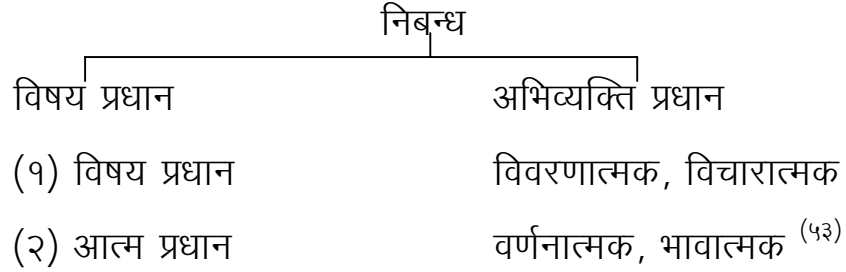 निबन्ध
विषय प्रधान अभिव्यक्ति प्रधान
(१) विषय प्रधान विवरणात्मक, विचारात्मक
(२) आत्म प्रधान वर्णनात्मक, भावात्मक (५३)